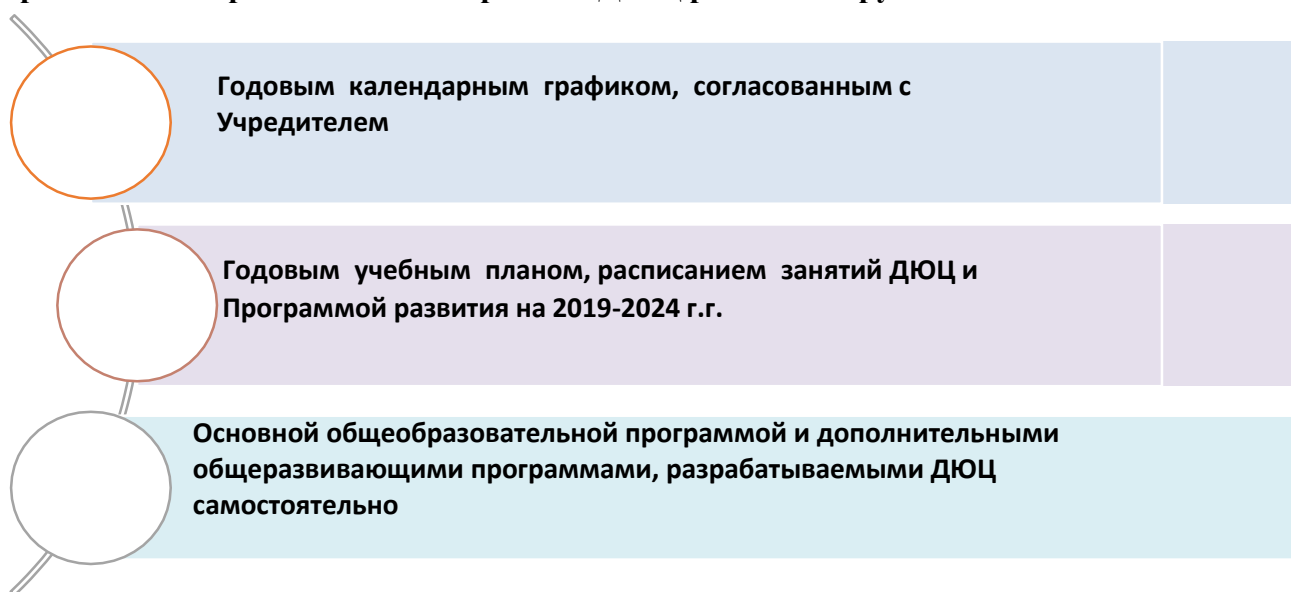 Годовым календарным графиком, согласованным с
Учредителем
Годовым учебным планом, расписанием занятий ДЮЦ и
Программой развития на 2019-2024 г.г.
Основной общеобразовательной программой и дополнительными
общеразвивающими программами, разрабатываемыми ДЮЦ
самостоятельно